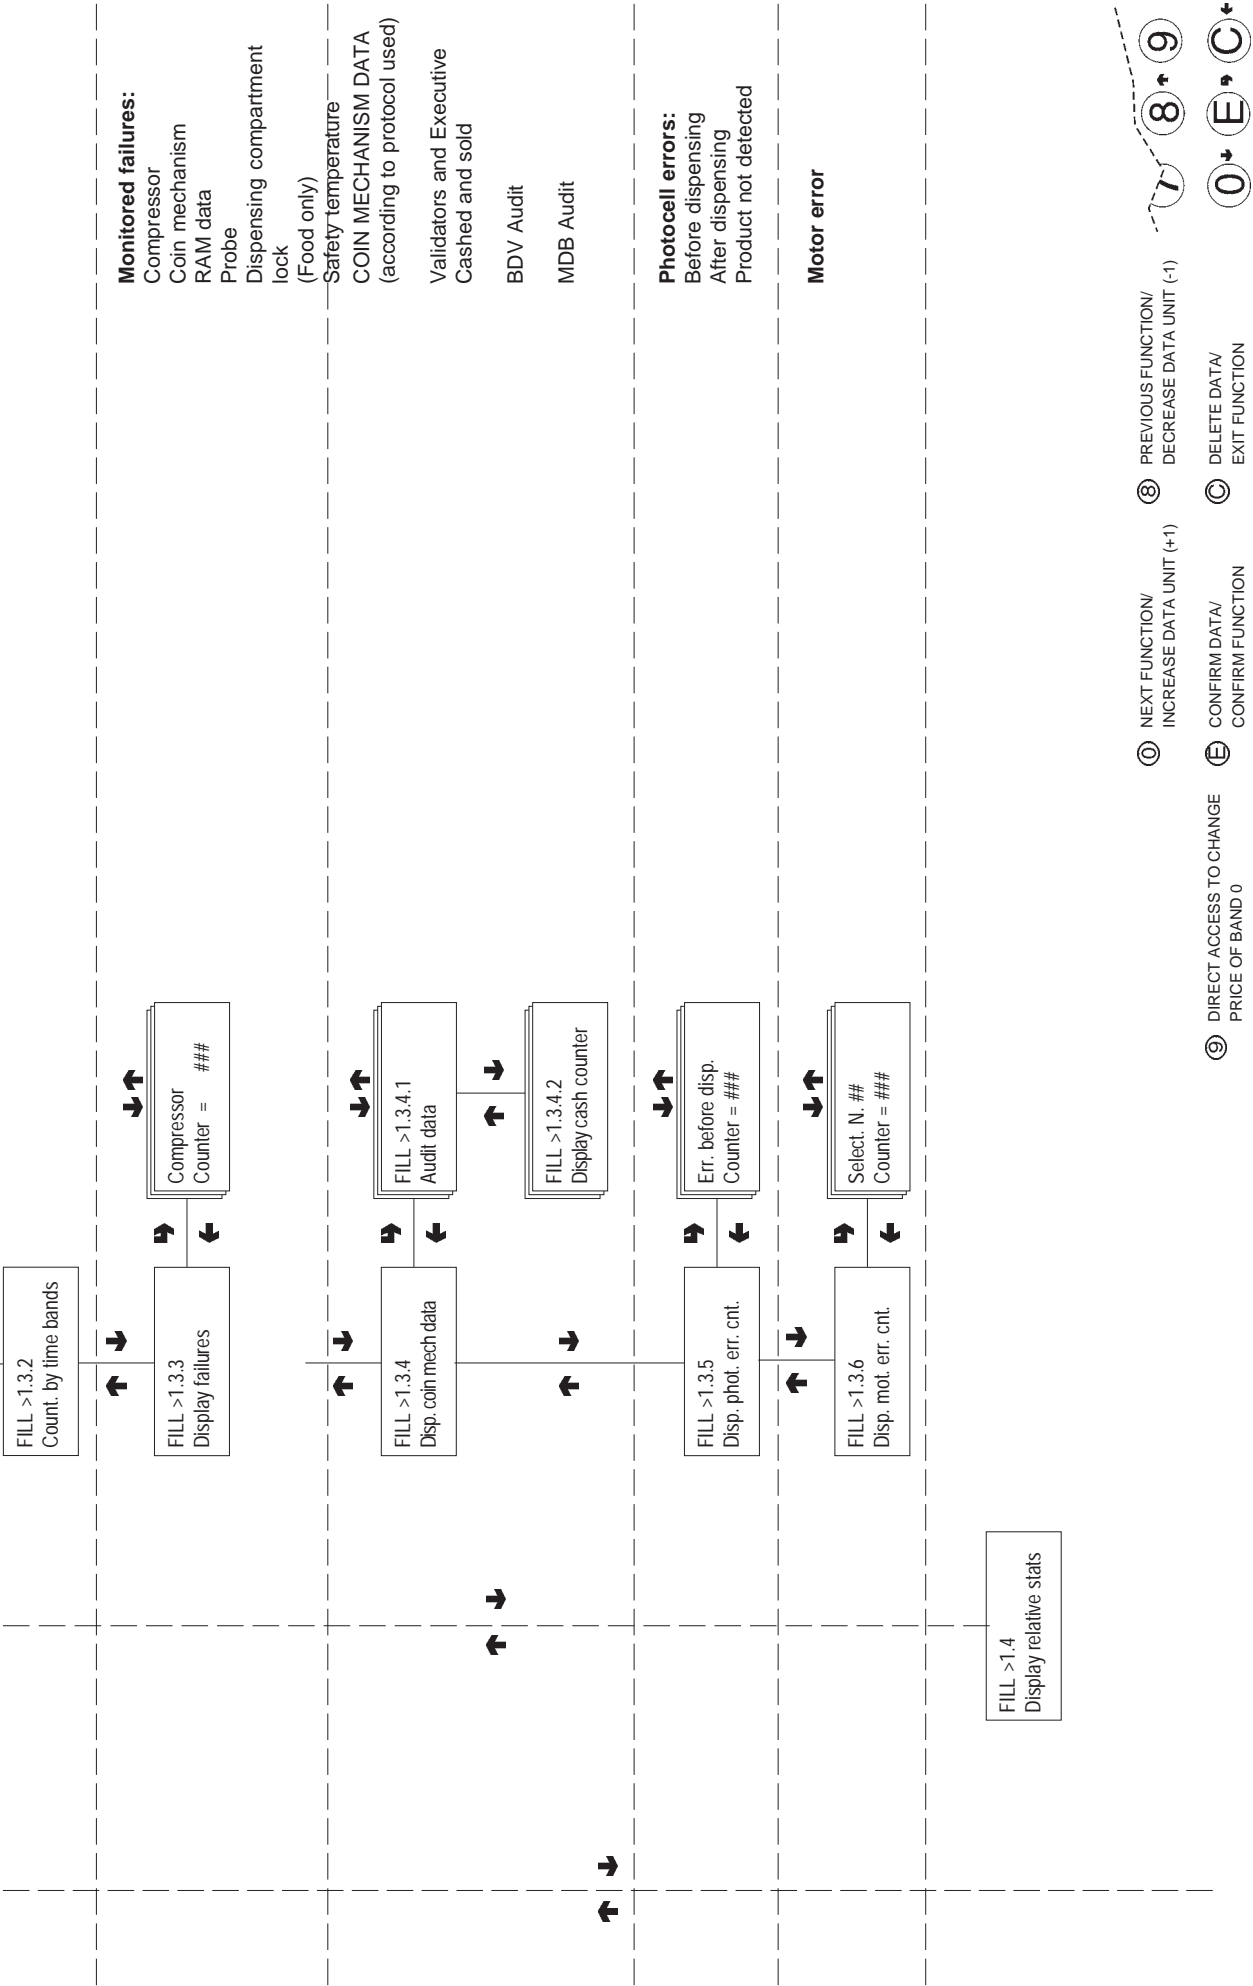 FILL >1.3.2
Count. by time bands
FILL >1.3.3
Display failures
Compressor
Counter = ###
Monitored failures:
Compressor
Coin mechanism
RAM data
Probe
Dispensing compartment
lock
(Food only)
Safety temperature
FILL >1.3.4
Disp. coin mech data
FILL >1.3.4.1
Audit data
FILL >1.3.4.2
Display cash counter
COIN MECHANISM DATA
(according to protocol used)
Validators and Executive
Cashed and sold
BDV Audit
MDB Audit
FILL >1.3.5
Disp. phot. err. cnt.
Err. before disp.
Counter = ###
Photocell errors:
Before dispensing
After dispensing
Product not detected
FILL >1.3.6
Disp. mot. err. cnt.
Select. N. ##
Counter = ###
Motor error
FILL >1.4
Display relative stats
0 NEXT FUNCTION/
INCREASE DATA UNIT (+1)
8 PREVIOUS FUNCTION/
DECREASE DATA UNIT (-1)
9 DIRECT ACCESS TO CHANGE
PRICE OF BAND 0
E CONFIRM DATA/
CONFIRM FUNCTION
C DELETE DATA/
EXIT FUNCTION
7 8 9
0 E C